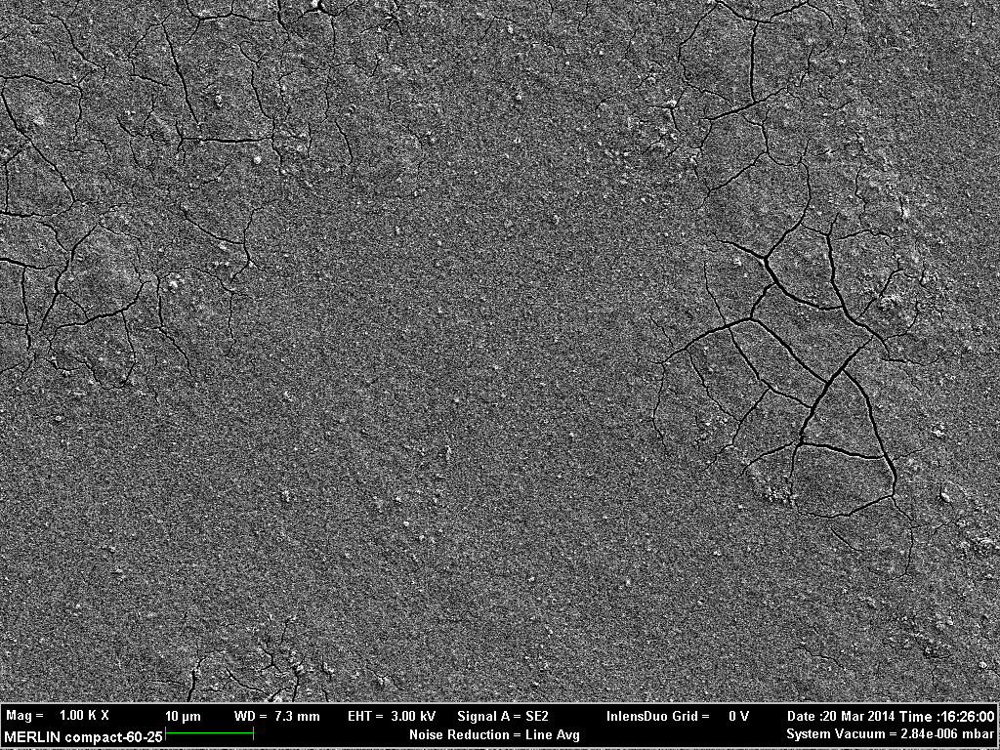 Mag = 1.00 K X 10 µm WD = 7.3 mm EHT = 3.00 kV Signal A = SE2 InlensDuo Grid = 0 V Date :20 Mar 2014 Time :16:26:00
MERLIN compact-60-25 Noise Reduction = Line Avg System Vacuum = 2.84e-006 mbar